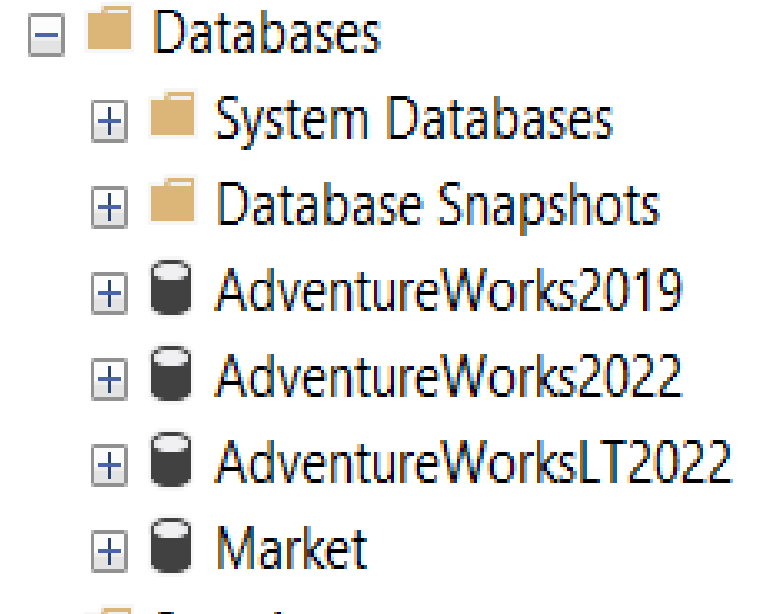 Databases
System Databases
Database Snapshots
AdventureWorks2019
AdventureWorks2022
AdventureWorksLT2022
Market